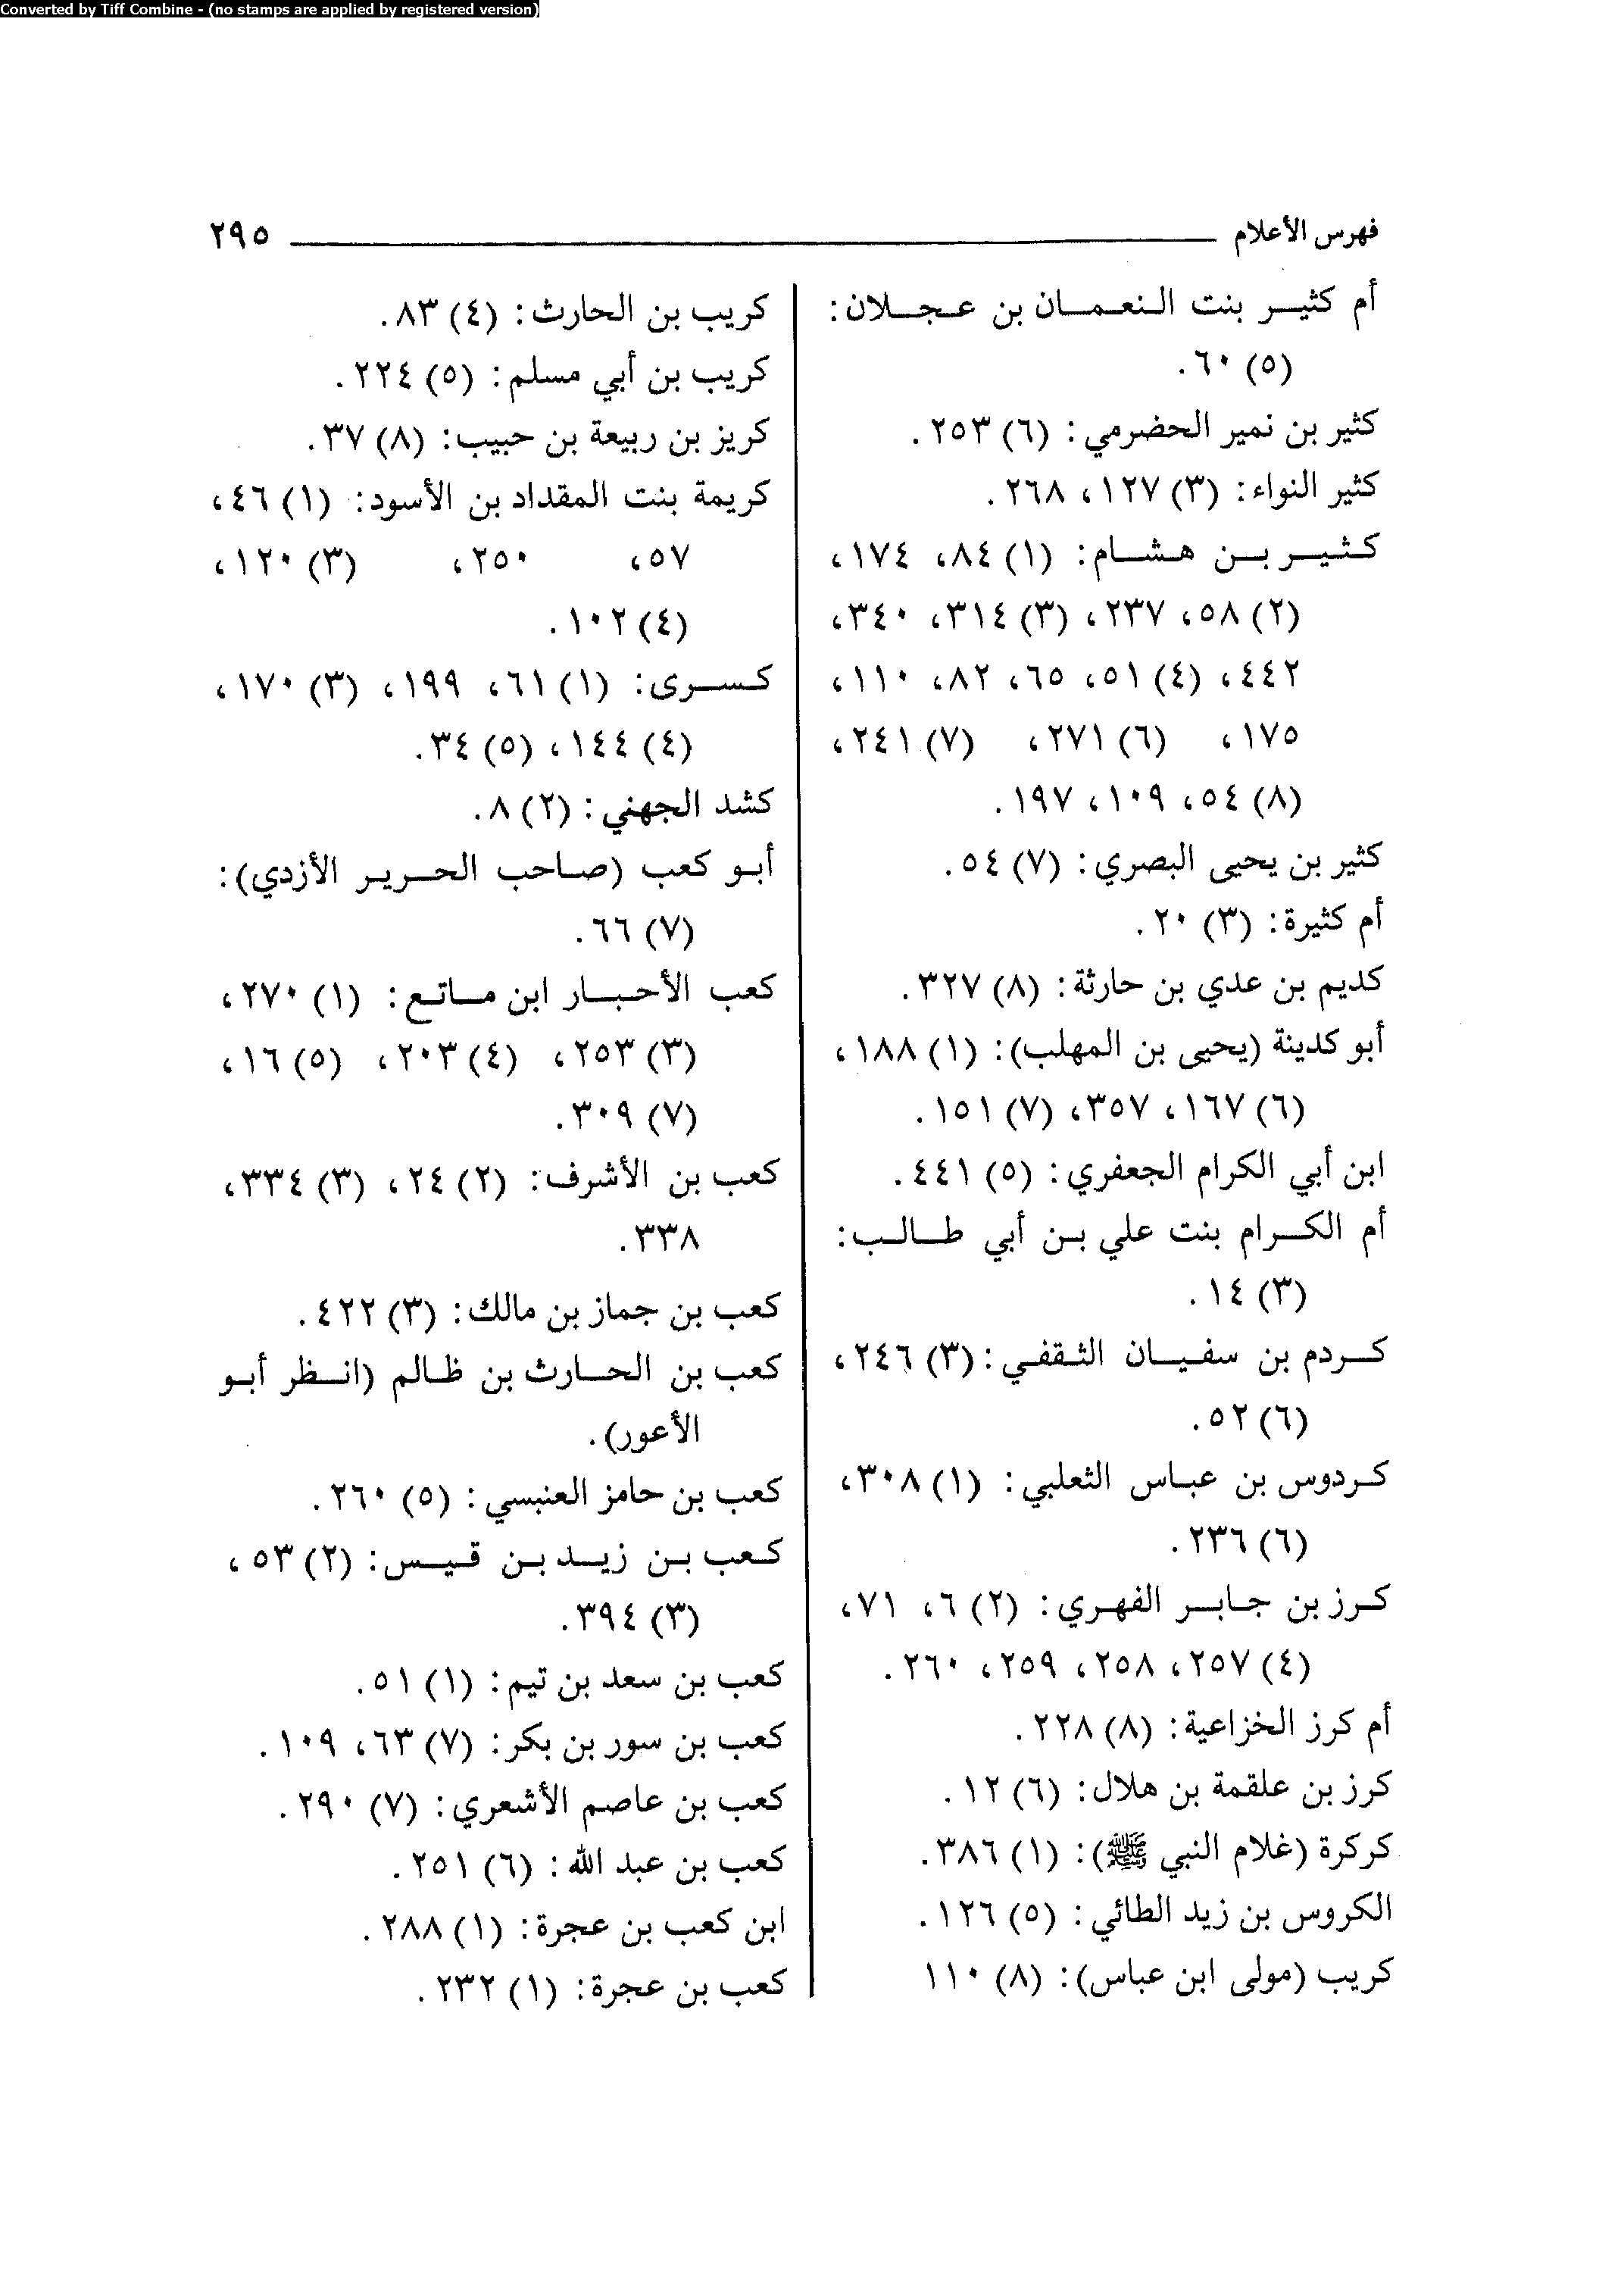 Converted by Tiff Combine - (no stamps are applied by registered version)
فهرس الأعلام ٢٩٥
أم كثير بنت النعمان بن عجلان:
(٥) ٦٠.
كثير بن نمير الحضرمي: (٦) ٢٥٣.
كثير النواء: (٣) ١٢٧، ٢٦٨.
كثير بن هشام: (١) ٨٤، ١٧٤،
(٢) ٥٨، ٢٣٧، (٣) ٣١٤، ٣٤٠،
٤٤٢، (٤) ٥١، ٦٥، ٨٢، ١١٠،
١٧٥، (٦) ٢٧١، (٧) ٢٤١،
(٨) ٥٤، ١٠٩، ١٩٧.
كثير بن يحيى البصري: (٧) ٥٤.
أم كثيرة: (٣) ٢٠.
كديم بن عدي بن حارثة: (٨) ٣٢٧.
أبو كدينة (يحيى بن المهلب): (١) ١٨٨،
(٦) ١٦٧، ٣٥٧، (٧) ١٥١.
ابن أبي الكرام الجعفري: (٥) ٤٤١.
أم الكرام بنت علي بن أبي طالب:
(٣) ١٤.
كردم بن سفيان الثقفي: (٣) ٢٤٦،
(٦) ٥٢.
كردوس بن عباس الثعلبي: (١) ٣٠٨،
(٦) ٢٣٦.
كرز بن جابر الفهري: (٢) ٦، ٧١،
(٤) ٢٥٧، ٢٥٨، ٢٥٩، ٢٦٠.
أم كرز الخزاعية: (٨) ٢٢٨.
كرز بن علقمة بن هلال: (٦) ١٢.
كركرة (غلام النبي ﷺ): (١) ٣٨٦.
الكروس بن زيد الطائي: (٥) ١٢٦.
كريب (مولى ابن عباس): (٨) ١١٠
كريب بن الحارث: (٤) ٨٣.
كريب بن أبي مسلم: (٥) ٢٢٤.
كريز بن ربيعة بن حبيب: (٨) ٣٧.
كريمة بنت المقداد بن الأسود: (١) ٤٦،
٥٧، ٢٥٠، (٣) ١٢٠،
(٤) ١٠٢.
كسرى: (١) ٦١، ١٩٩، (٣) ١٧٠،
(٤) ١٤٤، (٥) ٣٤.
كشد الجهني: (٢) ٨.
أبو كعب (صاحب الحرير الأزدي):
(٧) ٦٦.
كعب الأحبار ابن ماتع: (١) ٢٧٠،
(٣) ٢٥٣، (٤) ٢٠٣، (٥) ١٦،
(٧) ٣٠٩.
كعب بن الأشرف: (٢) ٢٤، (٣) ٣٣٤،
٣٣٨.
كعب بن جماز بن مالك: (٣) ٤٢٢.
كعب بن الحارث بن ظالم (انظر أبو
الأعور).
كعب بن حامز العنبسي: (٥) ٢٦٠.
كعب بن زيد بن قيس: (٢) ٥٣،
(٣) ٣٩٤.
كعب بن سعد بن تيم: (١) ٥١.
كعب بن سور بن بكر: (٧) ٦٣، ١٠٩.
كعب بن عاصم الأشعري: (٧) ٢٩٠.
كعب بن عبد الله: (٦) ٢٥١.
ابن كعب بن عجرة: (١) ٢٨٨.
كعب بن عجرة: (١) ٢٣٢.